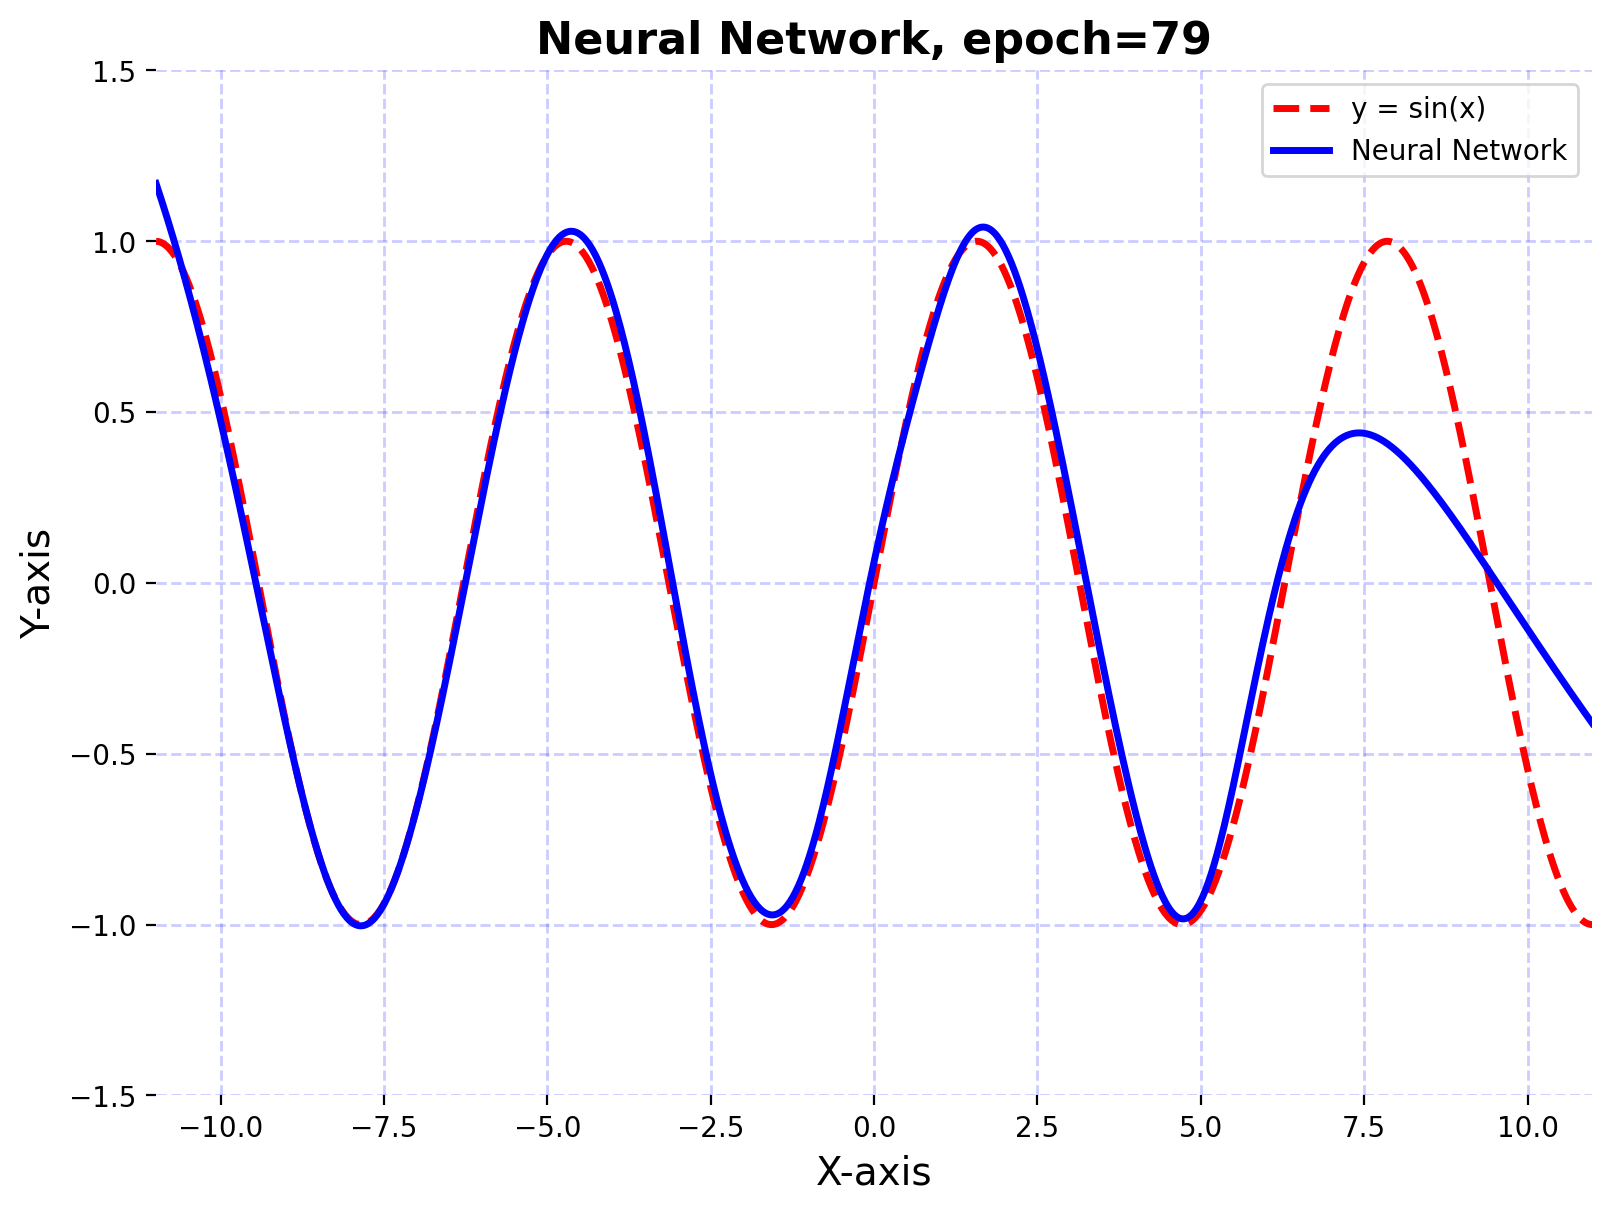 Neural Network, epoch=79
1.5
1.0
0.5
0.0
−0.5
−1.0
−1.5
Y-axis
y = sin(x)
Neural Network
−10.0 −7.5 −5.0 −2.5 0.0 2.5 5.0 7.5 10.0
X-axis